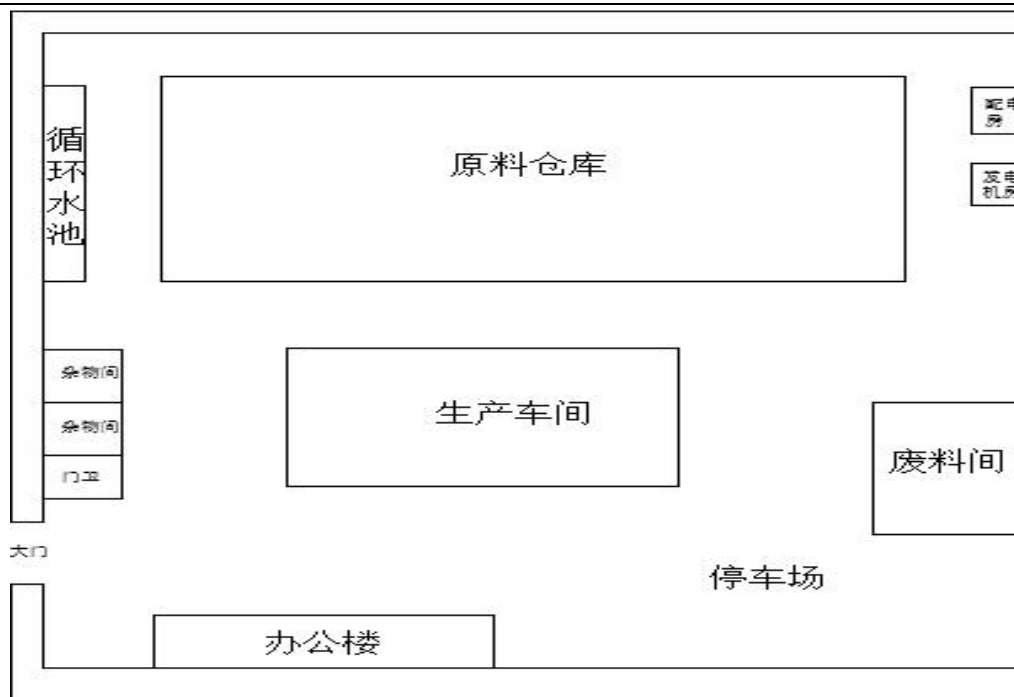 循
环
水
池
原料仓库
配电
房
发电
机房
杂物间
杂物间
门卫
生产车间
废料间
大门
停车场
办公楼